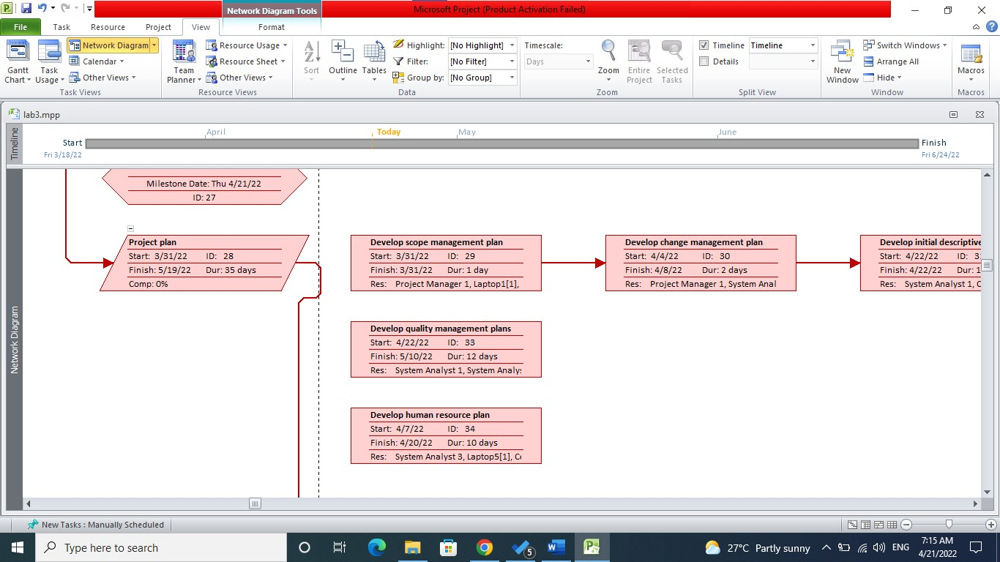 Network Diagram Tools
Microsoft Project (Product Activation Failed)
File Task Resource Project View Format
Gantt Chart
Task Usage
Network Diagram
Calendar
Other Views
Task Views
Team Planner
Resource Usage
Resource Sheet
Other Views
Resource Views
Sort
Outline
Tables
Highlight: [No Highlight]
Filter: [No Filter]
Group by: [No Group]
Data
Timescale:
Days
Zoom
Entire Project
Selected Tasks
Zoom
Timeline Timeline
Details
Split View
New Window
Switch Windows
Arrange All
Hide
Window
Macros
Macros
lab3.mpp
Timeline
April Today May June
Start Finish
Fri 3/18/22 Fri 6/24/22
Network Diagram
Milestone Date: Thu 4/21/22
ID: 27
Project plan
Start: 3/31/22 ID: 28
Finish: 5/19/22 Dur: 35 days
Comp: 0%
Develop scope management plan
Start: 3/31/22 ID: 29
Finish: 3/31/22 Dur: 1 day
Res: Project Manager 1, Laptop1[1],
Develop change management plan
Start: 4/4/22 ID: 30
Finish: 4/8/22 Dur: 2 days
Res: Project Manager 1, System Anal
Develop initial descriptive
Start: 4/22/22 ID: 3
Finish: 4/22/22 Dur: 1
Res: System Analyst 1, C
Develop quality management plans
Start: 4/22/22 ID: 33
Finish: 5/10/22 Dur: 12 days
Res: System Analyst 1, System Analy
Develop human resource plan
Start: 4/7/22 ID: 34
Finish: 4/20/22 Dur: 10 days
Res: System Analyst 3, Laptop5[1], C
New Tasks : Manually Scheduled
Type here to search
5
27°C Partly sunny
ENG
7:15 AM
4/21/2022